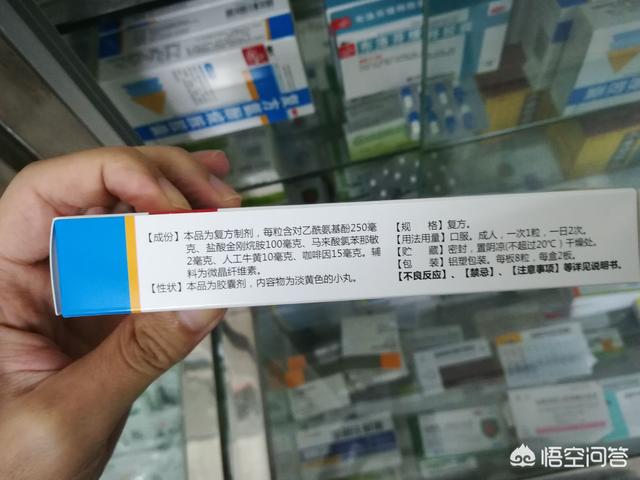 【成份】本品为复方制剂，每粒含对乙酰氨基酚250毫
克、盐酸金刚烷胺100毫克、马来酸氯苯那敏
2毫克、人工牛黄10毫克、咖啡因15毫克。辅
料为微晶纤维素。
【性状】本品为胶囊剂，内容物为淡黄色的小丸。
【规 格】复方。
【用法用量】口服。成人，一次1粒，一日2次。
【贮 藏】密封，置阴凉(不超过20℃)干燥处。
【包 装】铝塑包装。每板8粒，每盒2板。
【不良反应】、【禁忌】、【注意事项】等详见说明书。
悟空问答